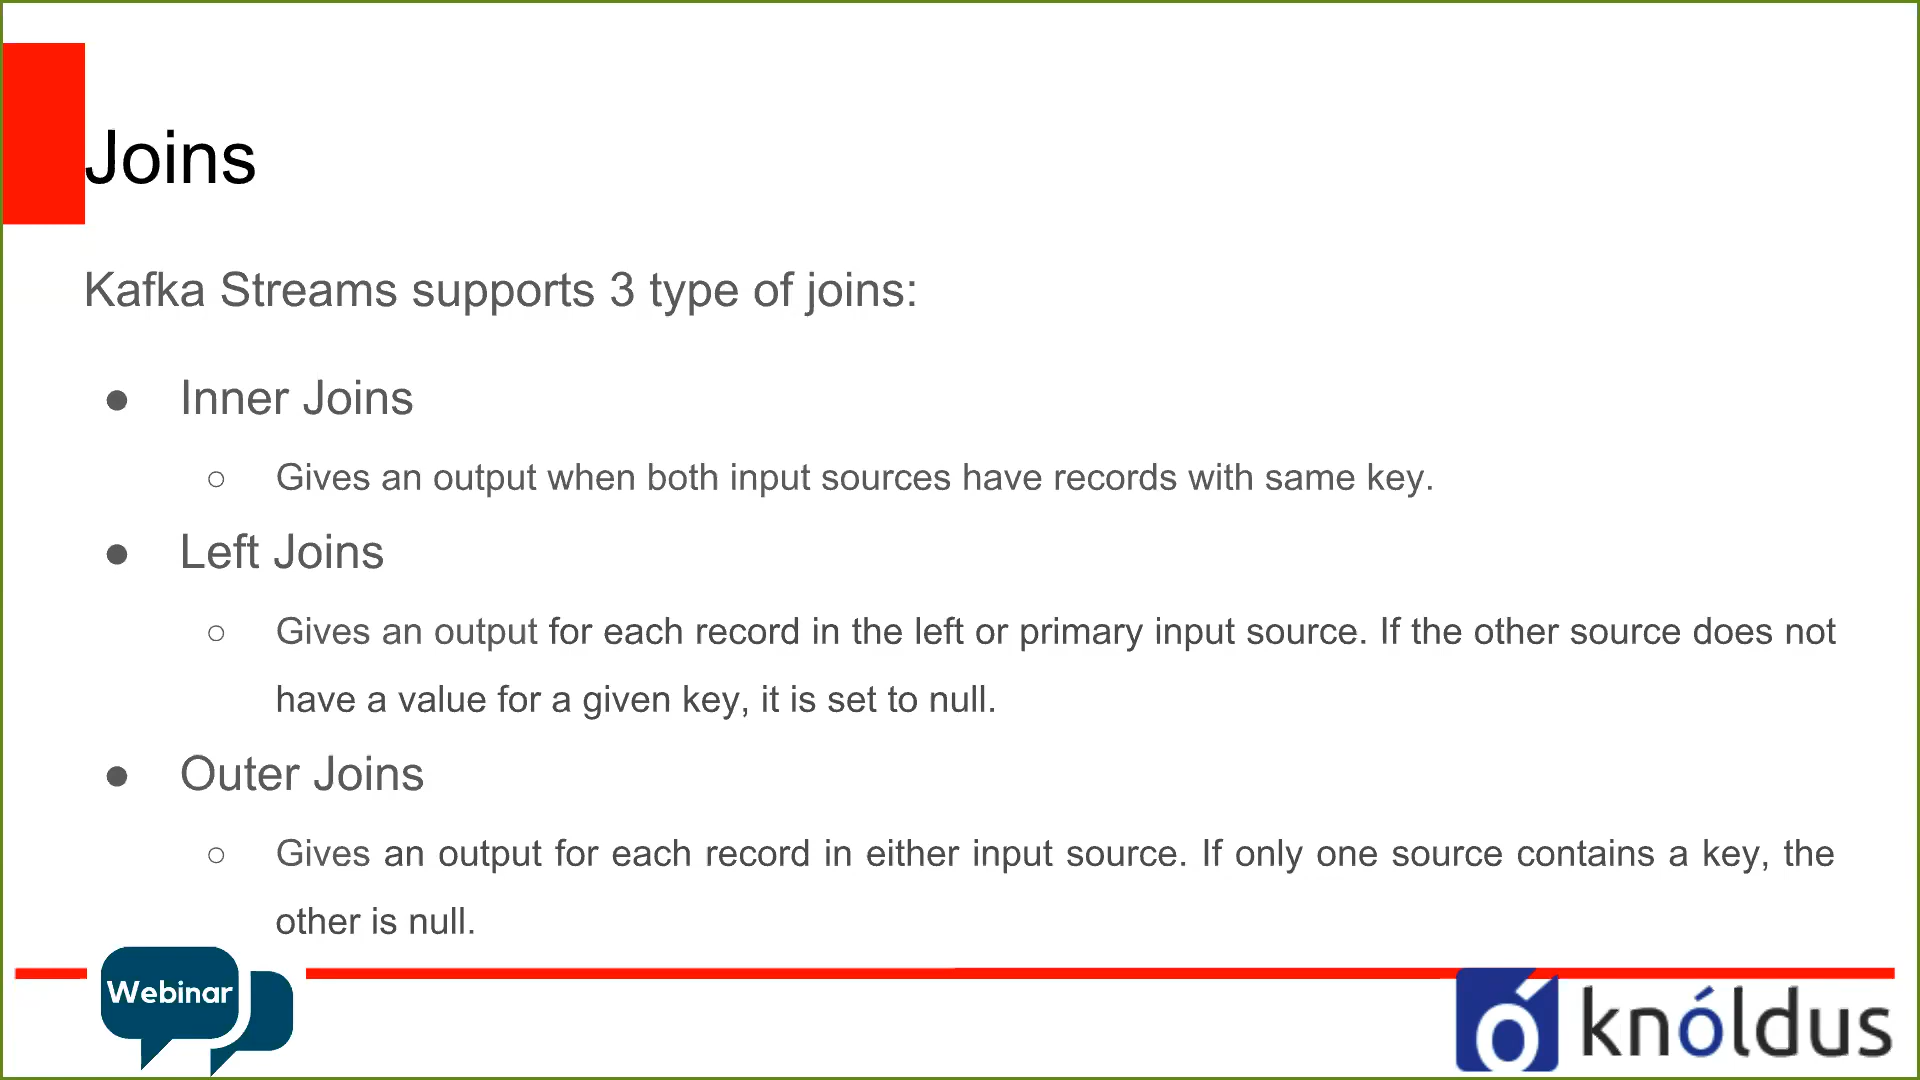 Joins
Kafka Streams supports 3 type of joins:
● Inner Joins
○ Gives an output when both input sources have records with same key.
● Left Joins
○ Gives an output for each record in the left or primary input source. If the other source does not
have a value for a given key, it is set to null.
● Outer Joins
○ Gives an output for each record in either input source. If only one source contains a key, the
other is null.
Webinar
knóldus